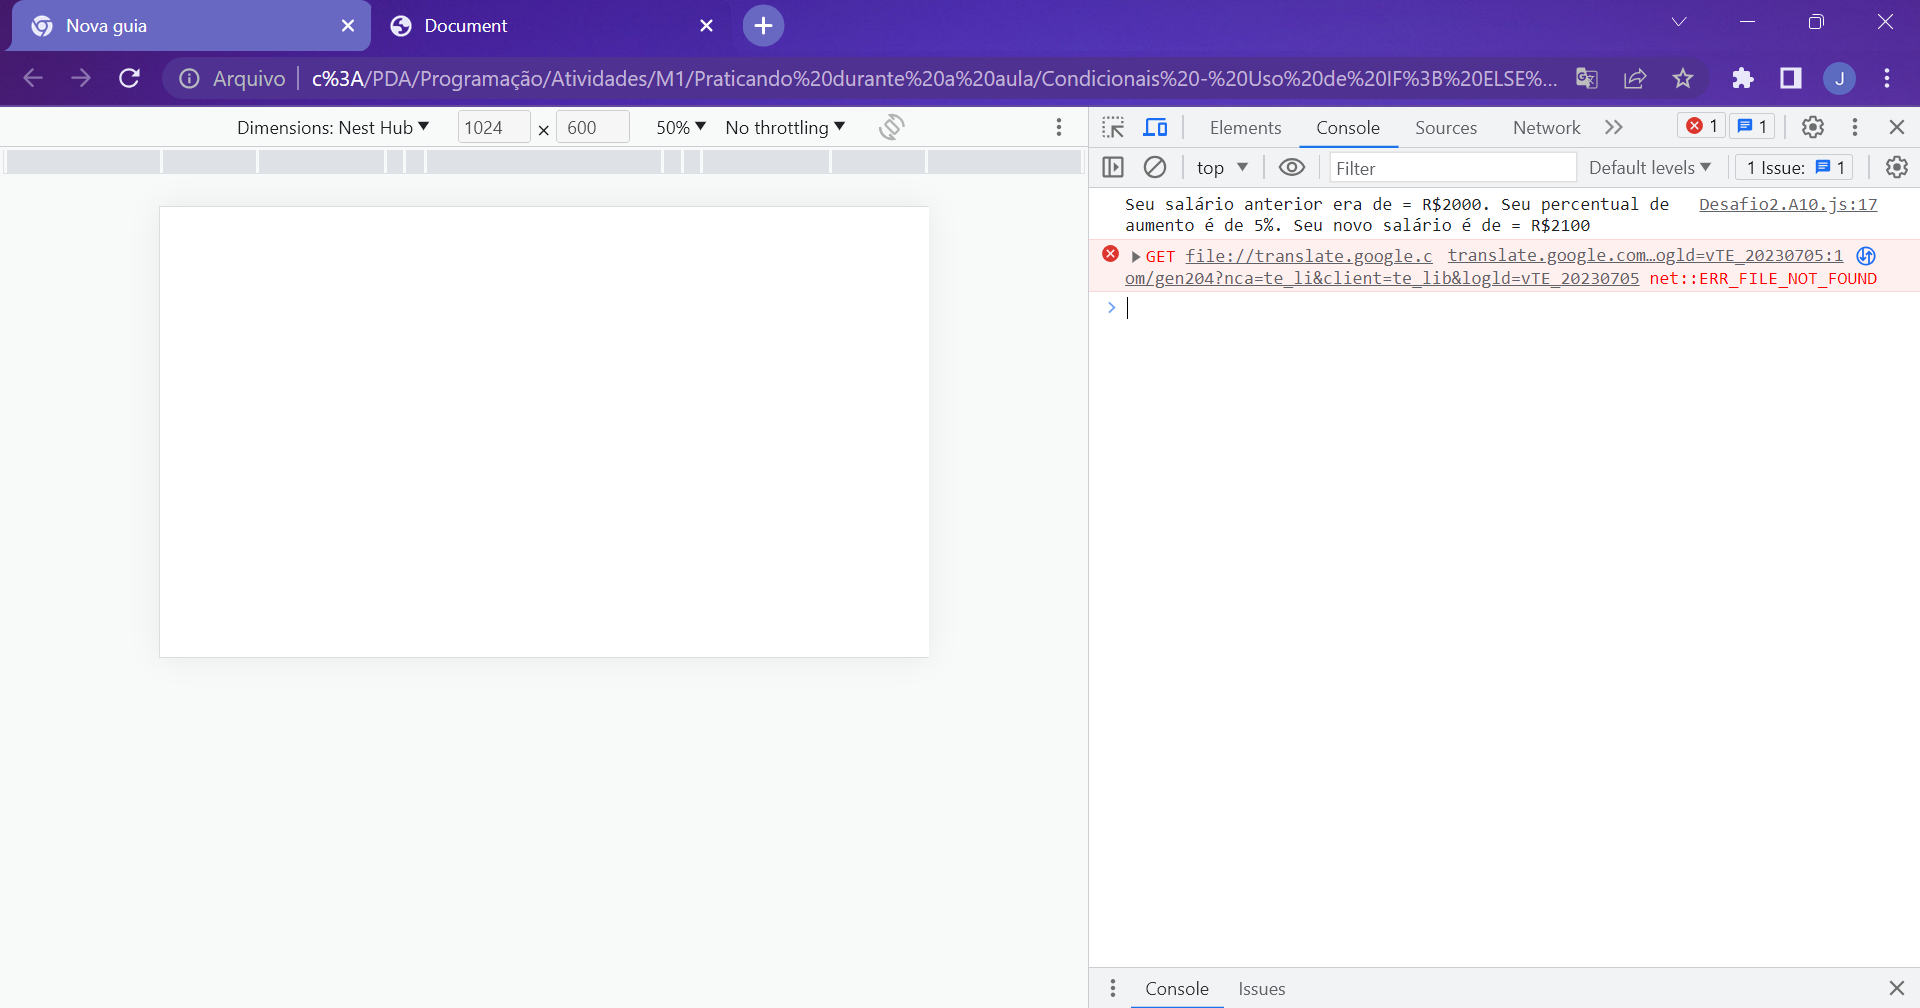 Nova guia
Document
Arquivo
c%3A/PDA/Programação/Atividades/M1/Praticando%20durante%20a%20aula/Condicionais%20-%20Uso%20de%20IF%3B%20ELSE%...
J
Dimensions: Nest Hub
1024 × 600
50%
No throttling
Elements
Console
Sources
Network
1
1
top
Filter
Default levels
1 Issue: 1
Seu salário anterior era de = R$2000. Seu percentual de Desafio2.A10.js:17
aumento é de 5%. Seu novo salário é de = R$2100
GET file://translate.google.c translate.google.com…ogld=vTE_20230705:1
om/gen204?nca=te_li&client=te_lib&logld=vTE_20230705 net::ERR_FILE_NOT_FOUND
Console
Issues